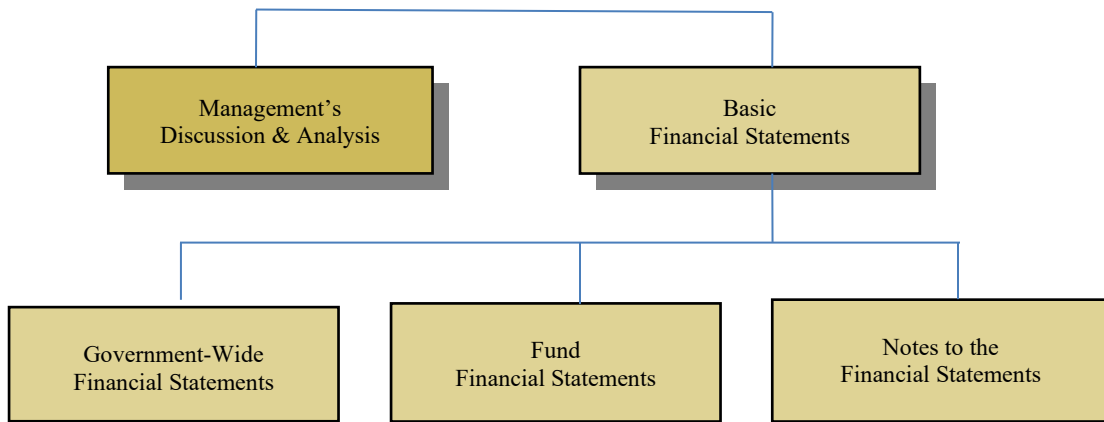 Management’s
Discussion & Analysis
Basic
Financial Statements
Government-Wide
Financial Statements
Fund
Financial Statements
Notes to the
Financial Statements